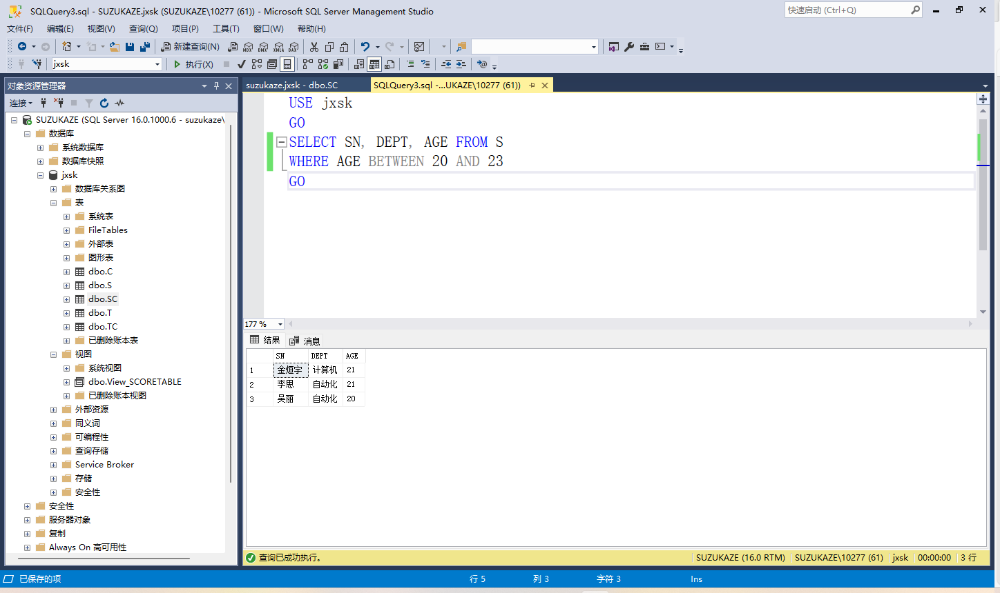 SQLQuery3.sql - SUZUKAZE.jxsk (SUZUKAZE\10277 (61)) - Microsoft SQL Server Management Studio
快速启动 (Ctrl+Q)
文件(F) 编辑(E) 视图(V) 查询(Q) 项目(P) 工具(T) 窗口(W) 帮助(H)
新建查询(N) MDX DMX XMLA DAX
jxsk 执行(X)
对象资源管理器
连接
SUZUKAZE (SQL Server 16.0.1000.6 - suzukaze\
数据库
系统数据库
数据库快照
jxsk
数据库关系图
表
系统表
FileTables
外部表
图形表
dbo.C
dbo.S
dbo.SC
dbo.T
dbo.TC
已删除账本表
视图
系统视图
dbo.View_SCORETABLE
已删除账本视图
外部资源
同义词
可编程性
查询存储
Service Broker
存储
安全性
安全性
服务器对象
复制
Always On 高可用性
suzukaze.jxsk - dbo.SC
SQLQuery3.sql -...UKAZE\10277 (61))
USE jxsk
GO
SELECT SN, DEPT, AGE FROM S
WHERE AGE BETWEEN 20 AND 23
GO
177 %
结果 消息
SN DEPT AGE
1 金烜宇 计算机 21
2 李思 自动化 21
3 吴丽 自动化 20
查询已成功执行。
SUZUKAZE (16.0 RTM) SUZUKAZE\10277 (61) jxsk 00:00:00 3 行
已保存的项 行 5 列 3 字符 3 Ins